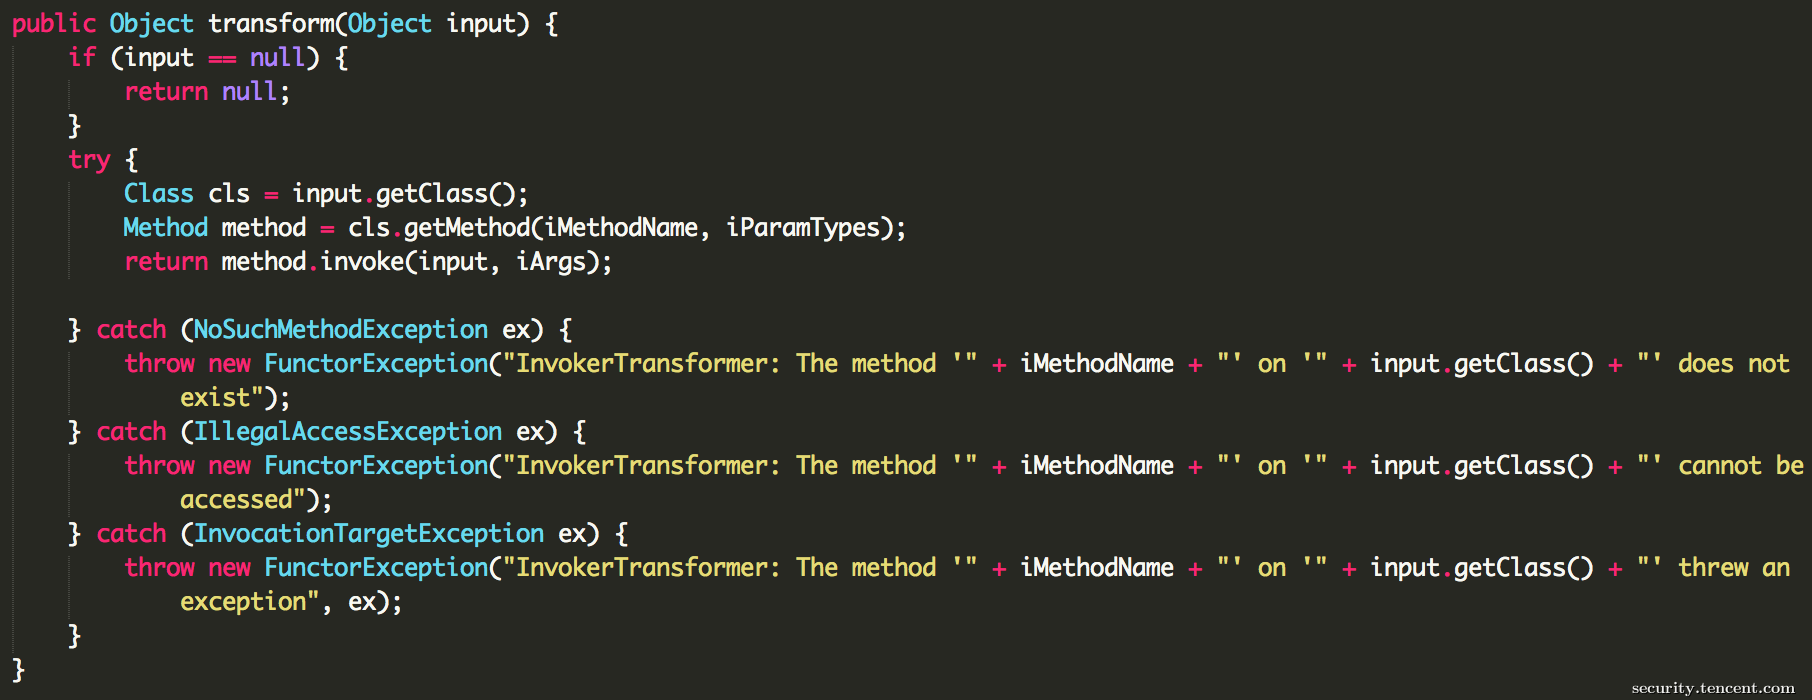 public Object transform(Object input) {
    if (input == null) {
        return null;
    }
    try {
        Class cls = input.getClass();
        Method method = cls.getMethod(iMethodName, iParamTypes);
        return method.invoke(input, iArgs);

    } catch (NoSuchMethodException ex) {
        throw new FunctorException("InvokerTransformer: The method '" + iMethodName + "' on '" + input.getClass() + "' does not
            exist");
    } catch (IllegalAccessException ex) {
        throw new FunctorException("InvokerTransformer: The method '" + iMethodName + "' on '" + input.getClass() + "' cannot be
            accessed");
    } catch (InvocationTargetException ex) {
        throw new FunctorException("InvokerTransformer: The method '" + iMethodName + "' on '" + input.getClass() + "' threw an
            exception", ex);
    }
}
security.tencent.com